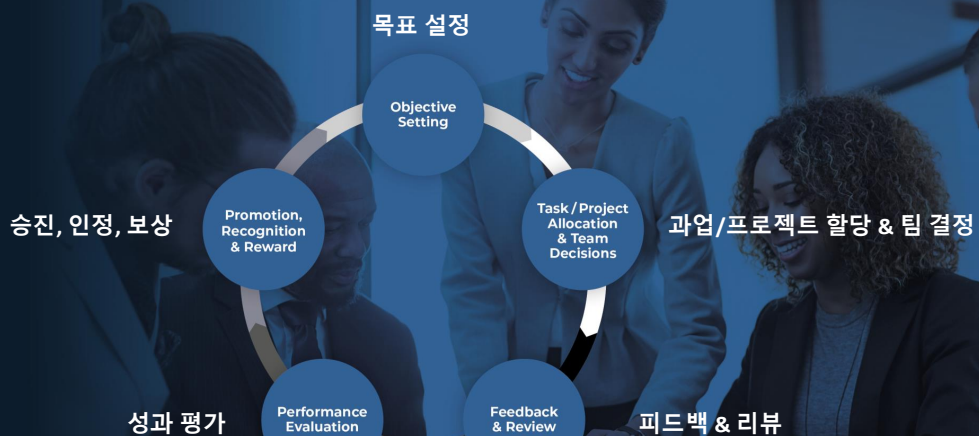 목표 설정
Objective
Setting
승진, 인정, 보상
Promotion,
Recognition
& Reward
Task / Project
Allocation
& Team
Decisions
과업/프로젝트 할당 & 팀 결정
성과 평가
Performance
Evaluation
Feedback
& Review
피드백 & 리뷰